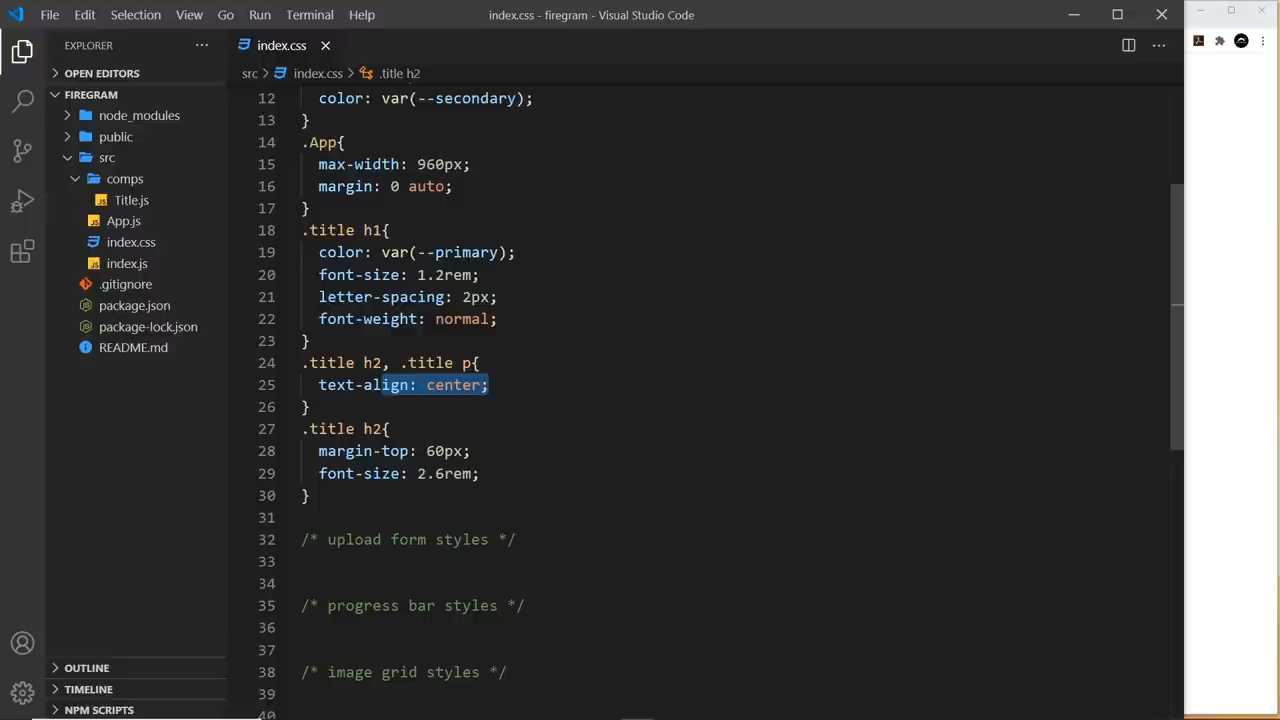 File Edit Selection View Go Run Terminal Help index.css - firegram - Visual Studio Code
EXPLORER
OPEN EDITORS
FIREGRAM
node_modules
public
src
comps
Title.js
App.js
index.css
index.js
.gitignore
package.json
package-lock.json
README.md
OUTLINE
TIMELINE
NPM SCRIPTS
index.css
src > index.css > .title h2
12 color: var(--secondary);
13 }
14 .App{
15 max-width: 960px;
16 margin: 0 auto;
17 }
18 .title h1{
19 color: var(--primary);
20 font-size: 1.2rem;
21 letter-spacing: 2px;
22 font-weight: normal;
23 }
24 .title h2, .title p{
25 text-align: center;
26 }
27 .title h2{
28 margin-top: 60px;
29 font-size: 2.6rem;
30 }
31
32 /* upload form styles */
33
34
35 /* progress bar styles */
36
37
38 /* image grid styles */
39
40